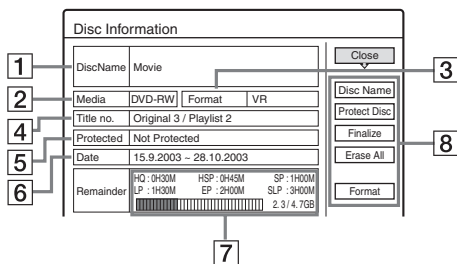 Disc Information
Close
1 DiscName Movie
3
Disc Name
2 Media DVD-RW Format VR
Protect Disc
4 Title no. Original 3 / Playlist 2
Finalize
5 Protected Not Protected
8
6 Date 15.9.2003 ~ 28.10.2003
Erase All
Remainder HQ : 0H30M HSP : 0H45M SP : 1H00M
LP : 1H30M EP : 2H00M SLP : 3H00M
Format
2. 3 / 4. 7GB
7